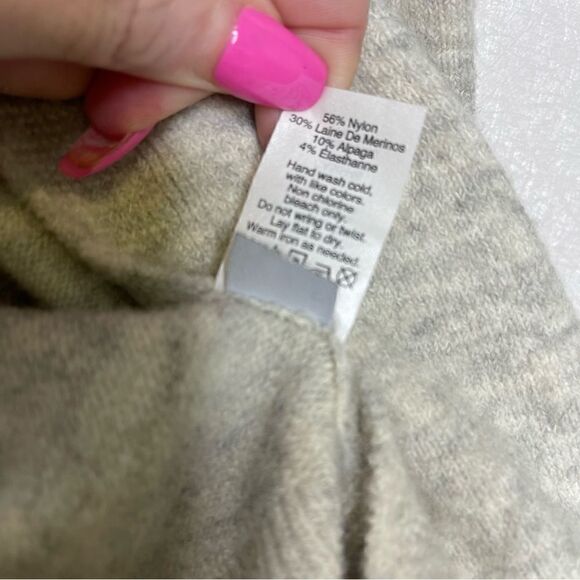 56% Nylon
30% Laine De Merinos
10% Alpaga
4% Élasthanne
Hand wash cold,
with like colors.
Non chlorine
bleach only.
Do not wring or twist.
Lay flat to dry.
Warm iron as needed.